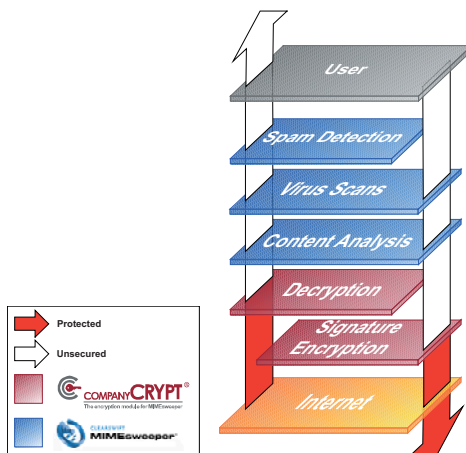 User
Spam Detection
Virus Scans
Content Analysis
Decryption
Signature
Encryption
Internet
Protected
Unsecured
COMPANYCRYPT®
The encryption module for MIMEsweeper
CLEARSWIFT
MIMEsweeper